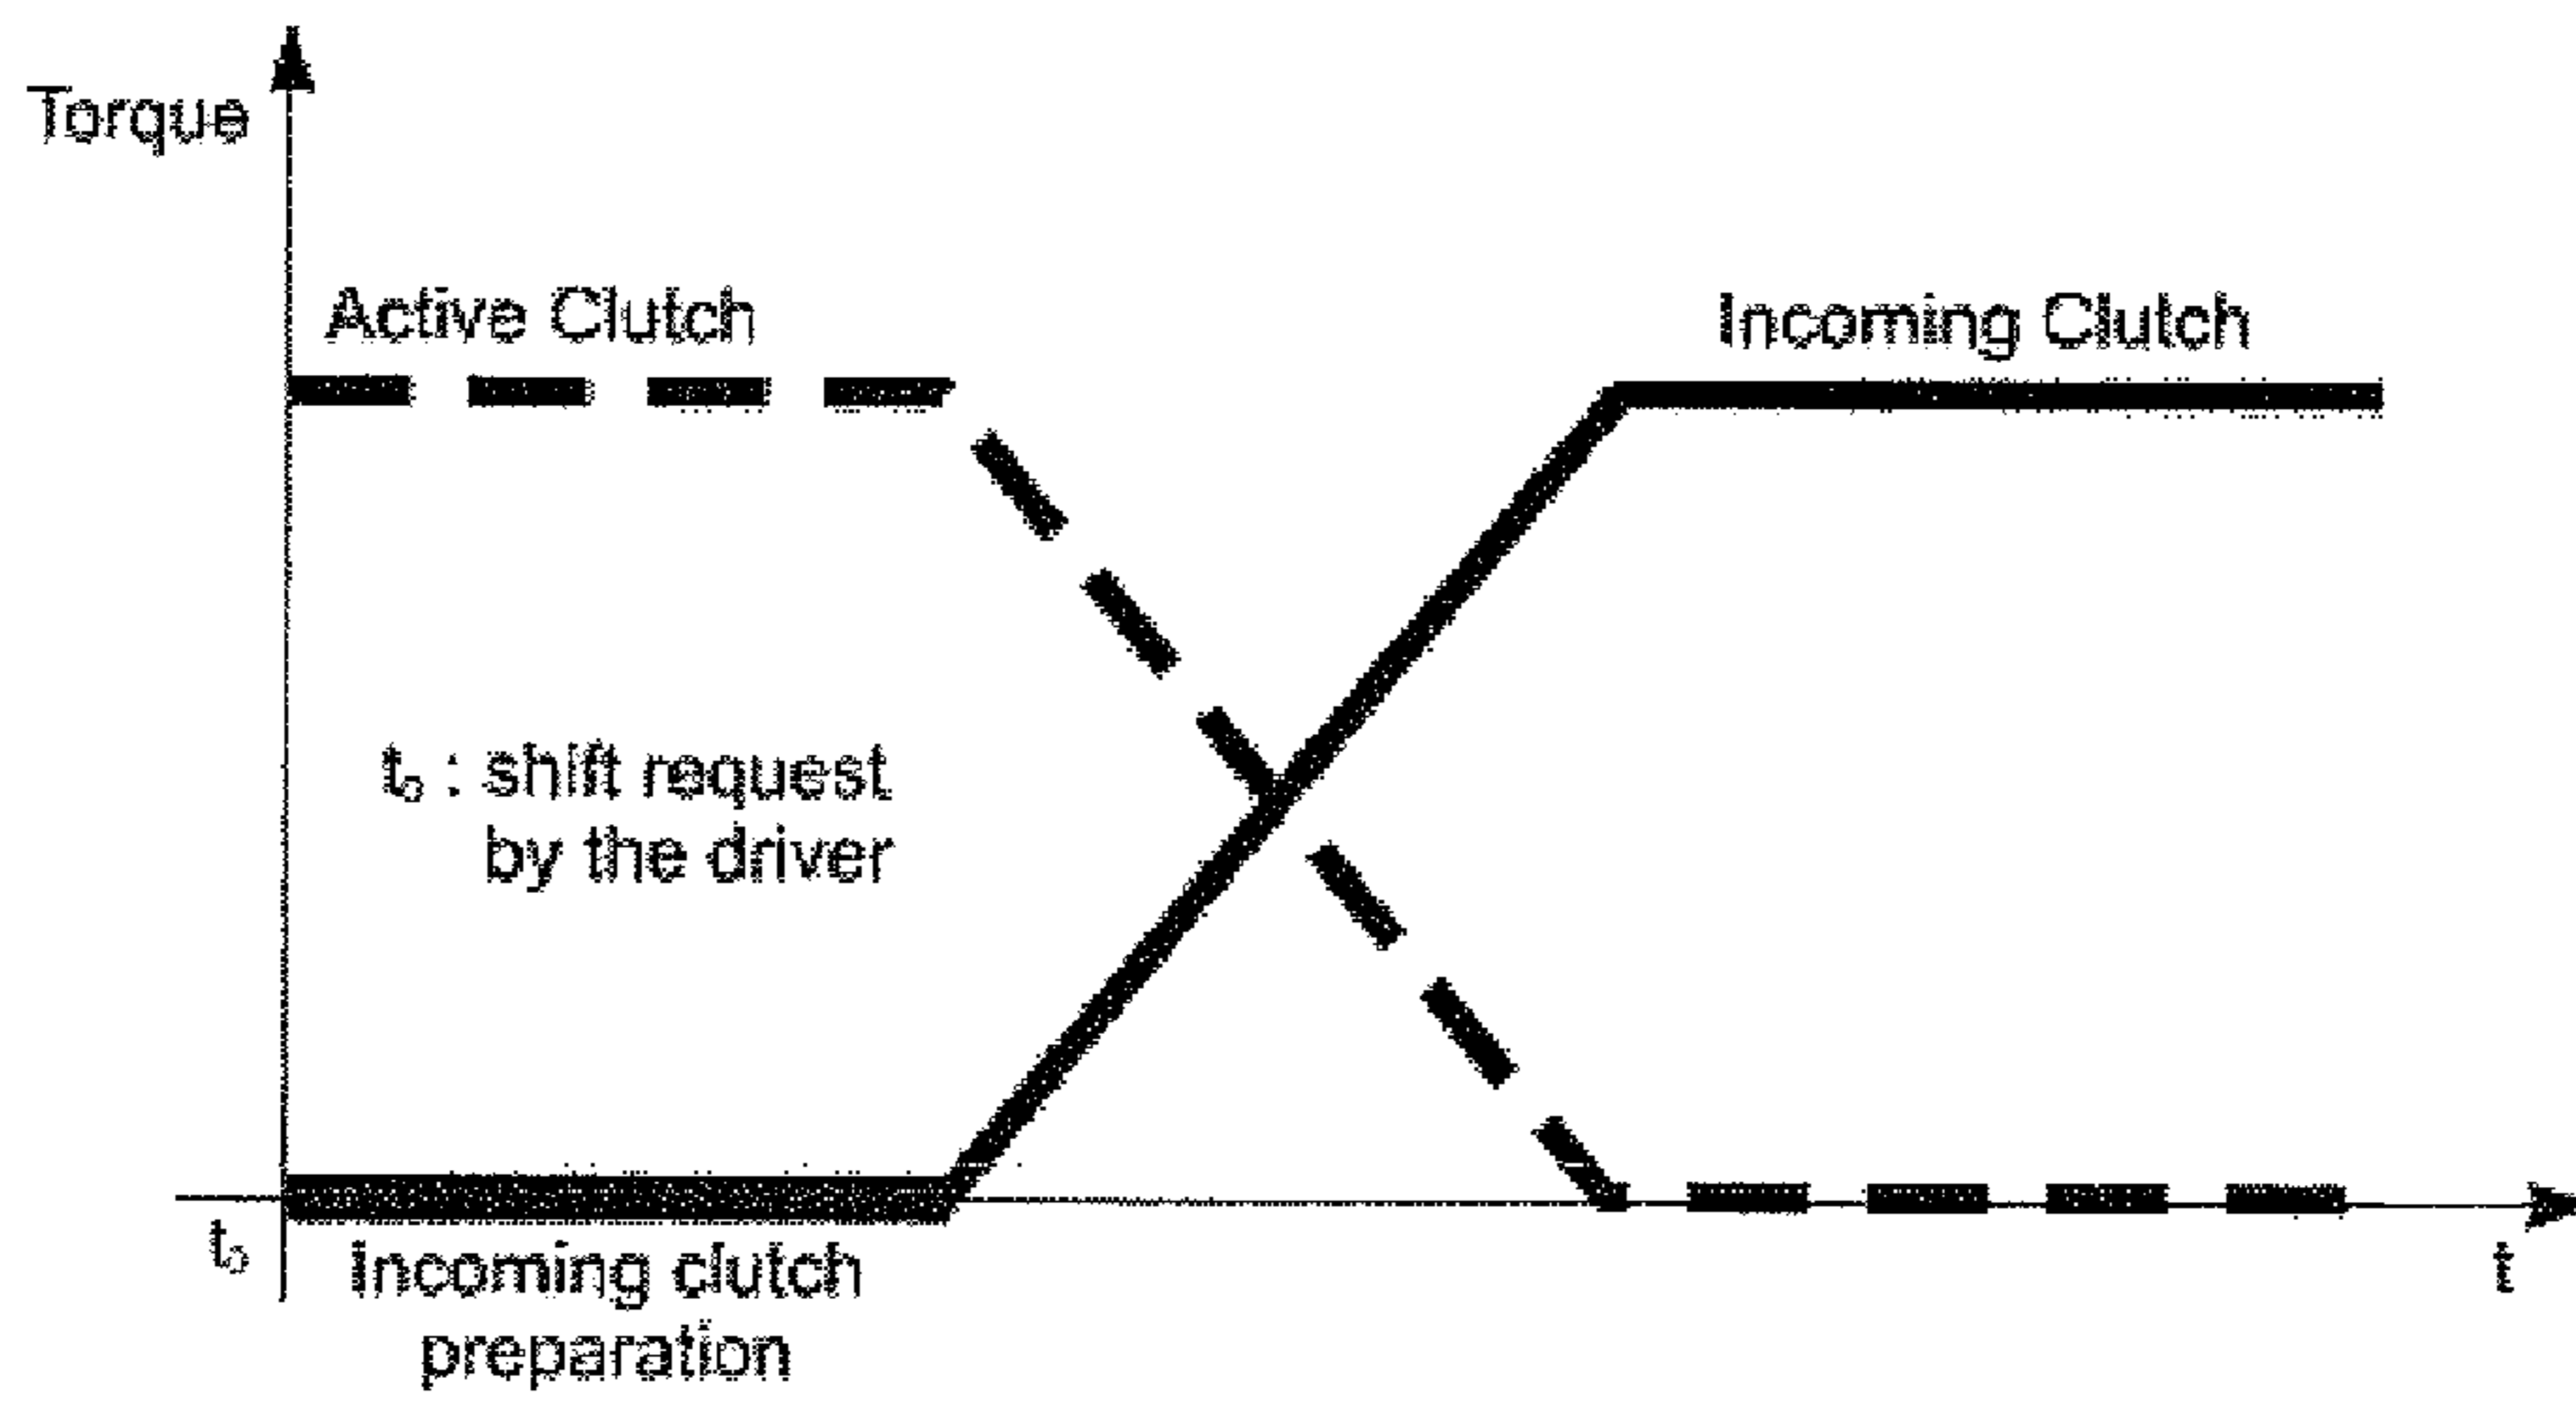 Torque
Active Clutch
Incoming Clutch
t₀ : shift request
by the driver
t₀
Incoming clutch
preparation
t